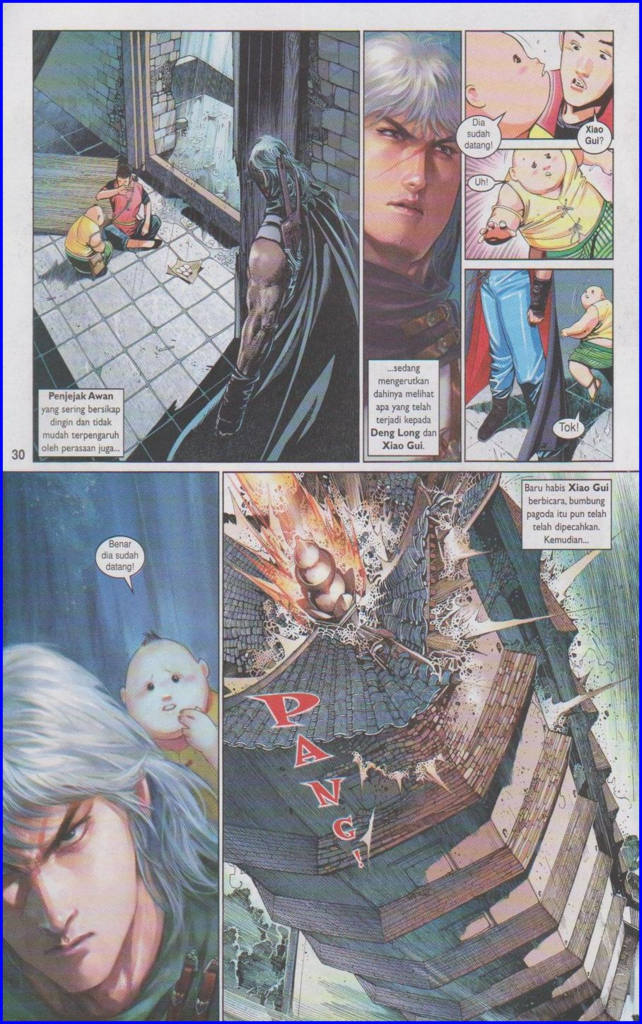 Penjejak Awan
yang sering bersikap
dingin dan tidak
mudah terpengaruh
oleh perasaan juga...
...sedang
mengerutkan
dahinya melihat
apa yang telah
terjadi kepada
Deng Long dan
Xiao Gui.
Dia
sudah
datang!
Xiao
Gui?
Uh!
Tok!
30
Benar
dia sudah
datang!
Baru habis Xiao Gui
berbicara, bumbung
pagoda itu pun telah
telah dipecahkan.
Kemudian...
PANG!